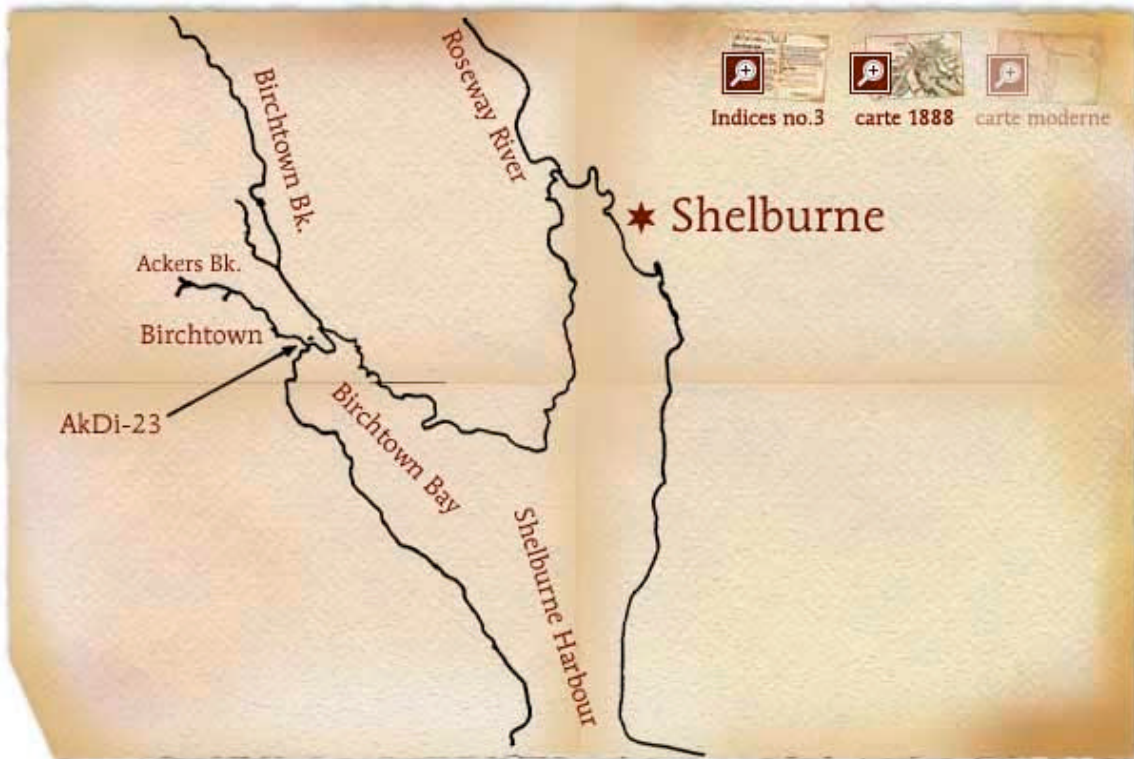 Indices no.3
carte 1888
carte moderne
Roseway River
Birchtown Bk.
Shelburne
Ackers Bk.
Birchtown
AkDi-23
Birchtown Bay
Shelburne Harbour